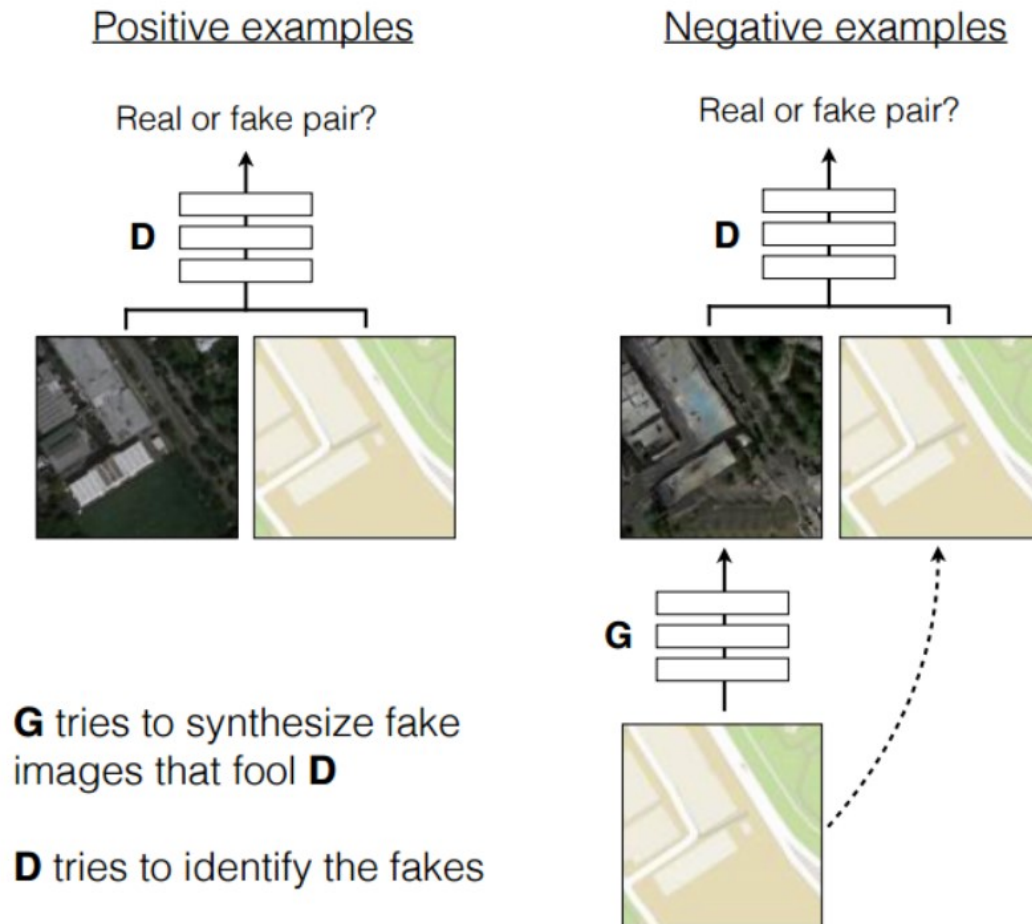 Positive examples
Real or fake pair?
D
Negative examples
Real or fake pair?
D
G
G tries to synthesize fake
images that fool D
D tries to identify the fakes